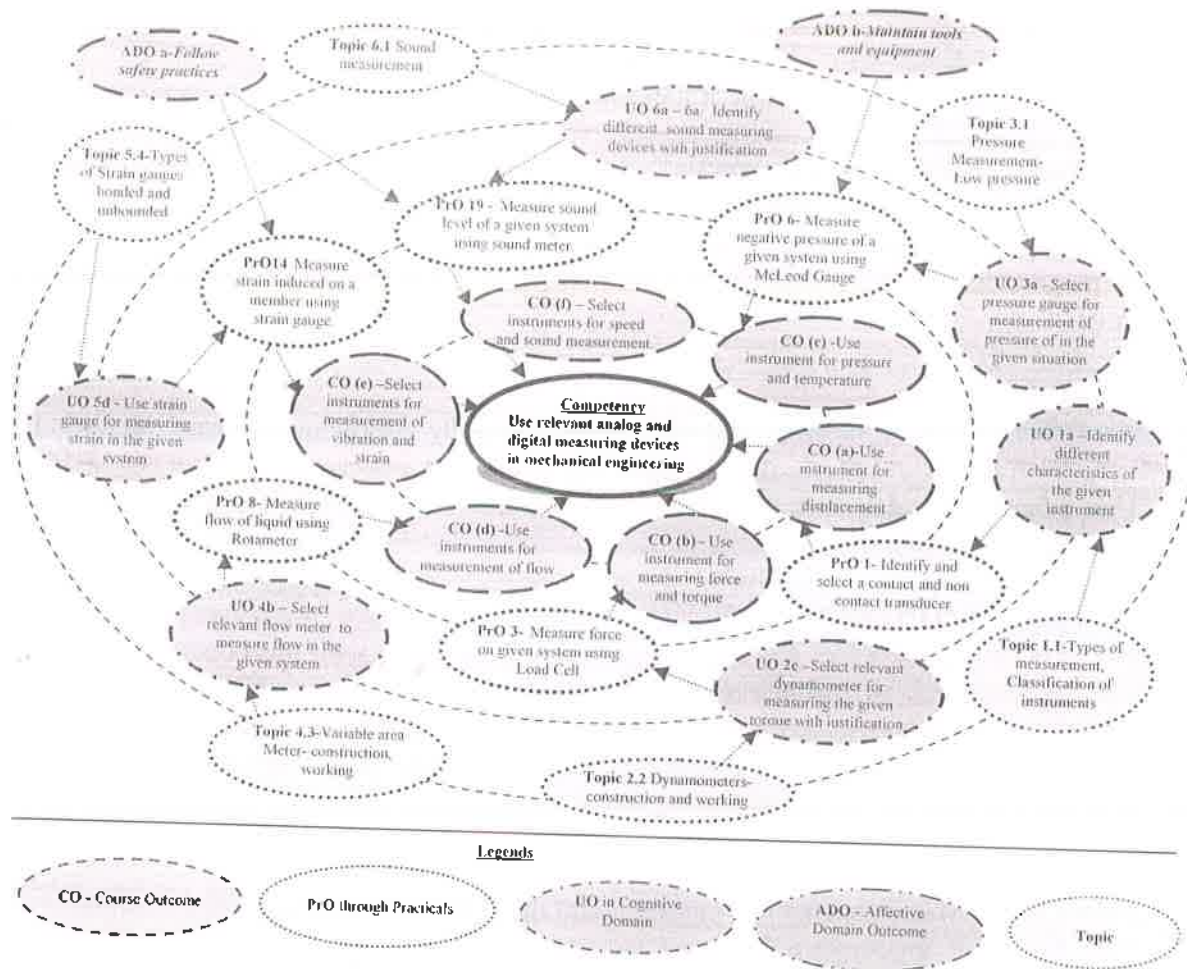 ADO a-Follow
safety practices
Topic 6.1 Sound
measurement
ADO b-Maintain tools
and equipment
UO 6a – 6a Identify
different sound measuring
devices with justification
Topic 3.1
Pressure
Measurement-
Low pressure
Topic 5.4-Types
of Strain gauges
bonded and
unbounded
PrO 19 - Measure sound
level of a given system
using sound meter.
PrO 6- Measure
negative pressure of a
given system using
McLeod Gauge
PrO14 Measure
strain induced on a
member using
strain gauge
UO 3a –Select
pressure gauge for
measurement of
pressure of in the
given situation
CO (f) – Select
instruments for speed
and sound measurement.
CO (c) -Use
instrument for pressure
and temperature
CO (e) –Select
instruments for
measurement of
vibration and
strain
Competency
Use relevant analog and
digital measuring devices
in mechanical engineering
UO 5d - Use strain
gauge for measuring
strain in the given
system
CO (a)-Use
instrument for
measuring
displacement
UO 1a – Identify
different
characteristics of
the given
instrument
PrO 8- Measure
flow of liquid using
Rotameter
CO (d) -Use
instruments for
measurement of flow
CO (b) - Use
instrument for
measuring force
and torque
PrO 1- Identify and
select a contact and non
contact transducer
UO 4b – Select
relevant flow meter to
measure flow in the
given system
PrO 3- Measure force
on given system using
Load Cell
UO 2c –Select relevant
dynamometer for
measuring the given
torque with justification
Topic 1.1-Types of
measurement,
Classification of
instruments
Topic 4.3-Variable area
Meter- construction,
working
Topic 2.2 Dynamometers-
construction and working
Legends
CO - Course Outcome
PrO through Practicals
UO in Cognitive
Domain
ADO - Affective
Domain Outcome
Topic